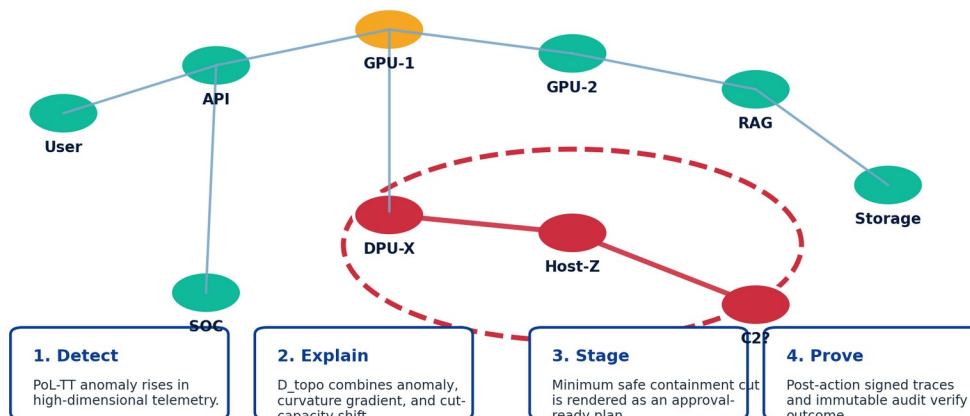 GPU-1
GPU-2
API
RAG
User
Storage
DPU-X
Host-Z
SOC
C2?
1. Detect
PoL-TT anomaly rises in
high-dimensional telemetry.
2. Explain
D_topo combines anomaly,
curvature gradient, and cut-
capacity shift.
3. Stage
Minimum safe containment cut
is rendered as an approval-
ready plan.
4. Prove
Post-action signed traces
and immutable audit verify
outcome.